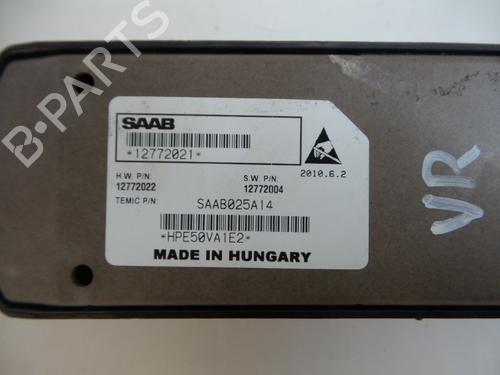 B-PARTS
SAAB
*12772021*
2010.6.2
H.W. P/N: S.W. P/N:
12772022 12772004
TEMIC P/N: SAAB025A14
*HPE50VA1E2*
MADE IN HUNGARY
VR